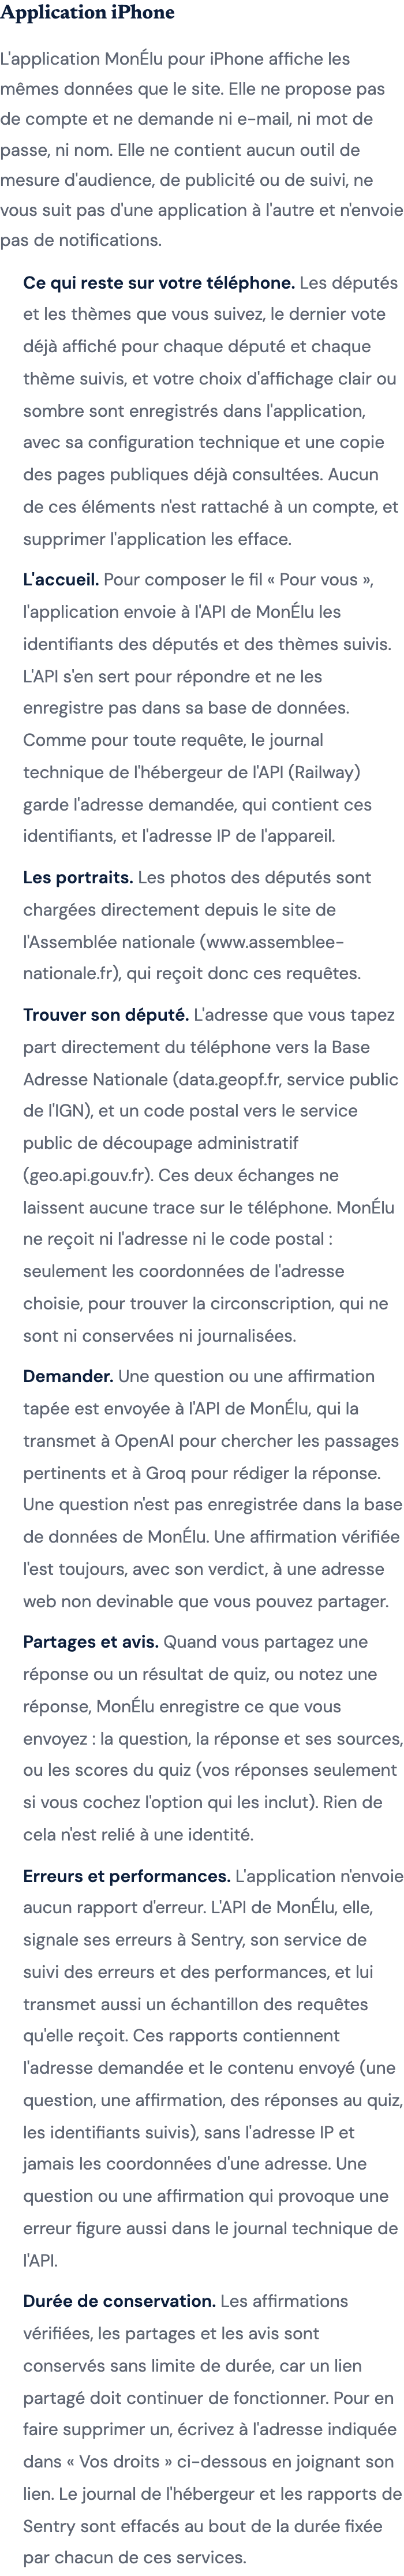 Application iPhone
L'application MonÉlu pour iPhone affiche les
mêmes données que le site. Elle ne propose pas
de compte et ne demande ni e-mail, ni mot de
passe, ni nom. Elle ne contient aucun outil de
mesure d'audience, de publicité ou de suivi, ne
vous suit pas d'une application à l'autre et n'envoie
pas de notifications.
Ce qui reste sur votre téléphone. Les députés
et les thèmes que vous suivez, le dernier vote
déjà affiché pour chaque député et chaque
thème suivis, et votre choix d'affichage clair ou
sombre sont enregistrés dans l'application,
avec sa configuration technique et une copie
des pages publiques déjà consultées. Aucun
de ces éléments n'est rattaché à un compte, et
supprimer l'application les efface.
L'accueil. Pour composer le fil « Pour vous »,
l'application envoie à l'API de MonÉlu les
identifiants des députés et des thèmes suivis.
L'API s'en sert pour répondre et ne les
enregistre pas dans sa base de données.
Comme pour toute requête, le journal
technique de l'hébergeur de l'API (Railway)
garde l'adresse demandée, qui contient ces
identifiants, et l'adresse IP de l'appareil.
Les portraits. Les photos des députés sont
chargées directement depuis le site de
l'Assemblée nationale (www.assemblee-
nationale.fr), qui reçoit donc ces requêtes.
Trouver son député. L'adresse que vous tapez
part directement du téléphone vers la Base
Adresse Nationale (data.geopf.fr, service public
de l'IGN), et un code postal vers le service
public de découpage administratif
(geo.api.gouv.fr). Ces deux échanges ne
laissent aucune trace sur le téléphone. MonÉlu
ne reçoit ni l'adresse ni le code postal :
seulement les coordonnées de l'adresse
choisie, pour trouver la circonscription, qui ne
sont ni conservées ni journalisées.
Demander. Une question ou une affirmation
tapée est envoyée à l'API de MonÉlu, qui la
transmet à OpenAI pour chercher les passages
pertinents et à Groq pour rédiger la réponse.
Une question n'est pas enregistrée dans la base
de données de MonÉlu. Une affirmation vérifiée
l'est toujours, avec son verdict, à une adresse
web non devinable que vous pouvez partager.
Partages et avis. Quand vous partagez une
réponse ou un résultat de quiz, ou notez une
réponse, MonÉlu enregistre ce que vous
envoyez : la question, la réponse et ses sources,
ou les scores du quiz (vos réponses seulement
si vous cochez l'option qui les inclut). Rien de
cela n'est relié à une identité.
Erreurs et performances. L'application n'envoie
aucun rapport d'erreur. L'API de MonÉlu, elle,
signale ses erreurs à Sentry, son service de
suivi des erreurs et des performances, et lui
transmet aussi un échantillon des requêtes
qu'elle reçoit. Ces rapports contiennent
l'adresse demandée et le contenu envoyé (une
question, une affirmation, des réponses au quiz,
les identifiants suivis), sans l'adresse IP et
jamais les coordonnées d'une adresse. Une
question ou une affirmation qui provoque une
erreur figure aussi dans le journal technique de
l'API.
Durée de conservation. Les affirmations
vérifiées, les partages et les avis sont
conservés sans limite de durée, car un lien
partagé doit continuer de fonctionner. Pour en
faire supprimer un, écrivez à l'adresse indiquée
dans « Vos droits » ci-dessous en joignant son
lien. Le journal de l'hébergeur et les rapports de
Sentry sont effacés au bout de la durée fixée
par chacun de ces services.